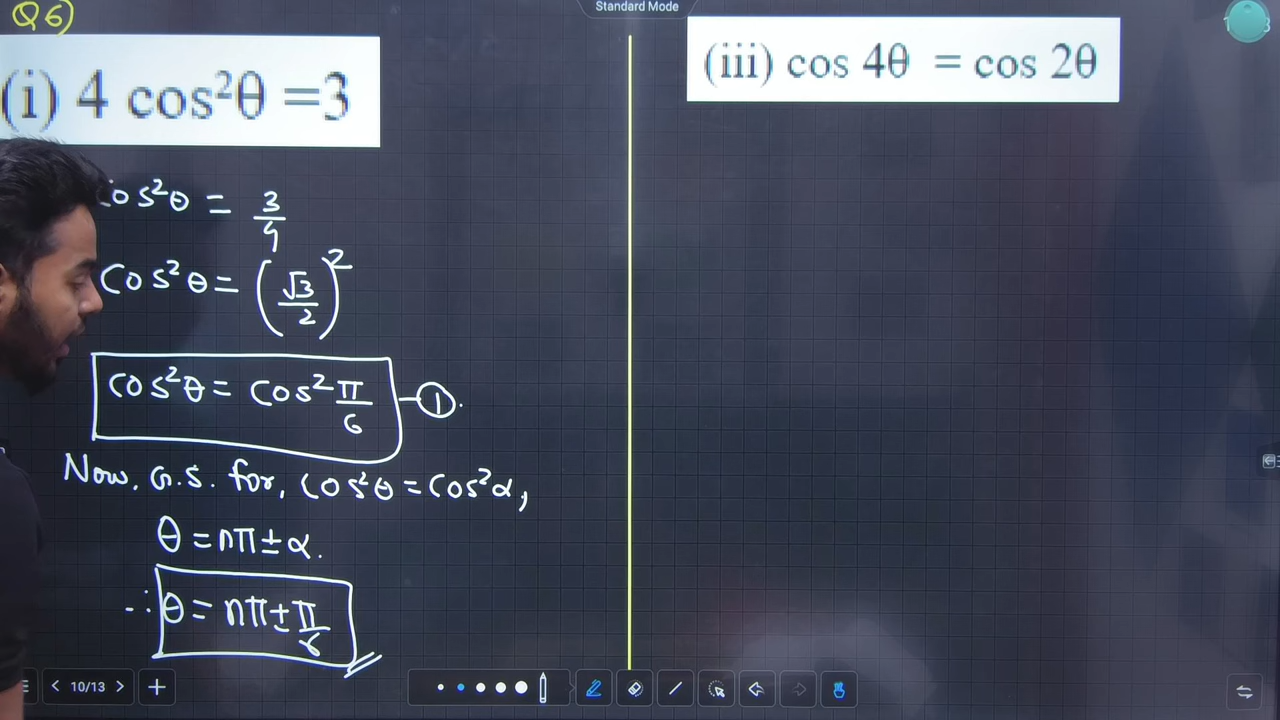 Standard Mode
Q6)
(i) 4 cos²θ =3
cos²θ = 3/4
cos²θ = (√3/2)²
cos²θ = cos² π/6 — ①.
Now, G.S. for, cos²θ = cos²α,
θ = nπ ± α.
∴ θ = nπ ± π/6
10/13
(iii) cos 4θ = cos 2θ